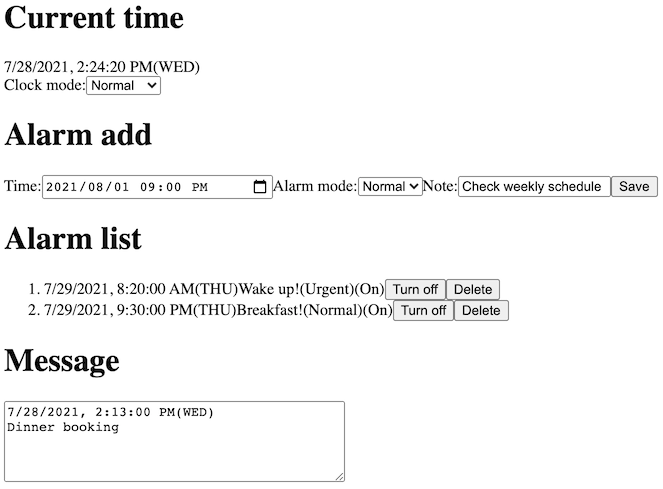 Current time
7/28/2021, 2:24:20 PM(WED)
Clock mode: Normal
Alarm add
Time: 2021/08/01 09:00 PM Alarm mode: Normal Note: Check weekly schedule Save
Alarm list
1. 7/29/2021, 8:20:00 AM(THU)Wake up!(Urgent)(On) Turn off Delete
2. 7/29/2021, 9:30:00 PM(THU)Breakfast!(Normal)(On) Turn off Delete
Message
7/28/2021, 2:13:00 PM(WED)
Dinner booking